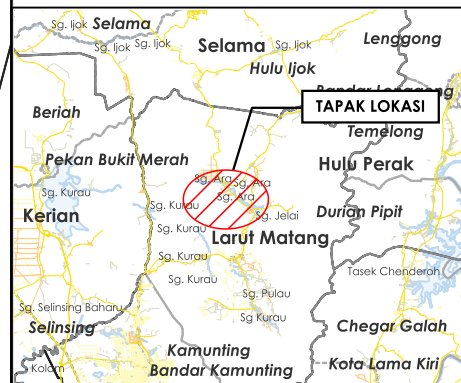 Selama
Sg. Ijok
Lenggong
Sg. Ijok
Sg. Ijok
Selama
Sg. Ijok
Hulu Ijok
Bandar Lenggong
TAPAK LOKASI
Beriah
Temelong
Pekan Bukit Merah
Hulu Perak
Sg. Ara
Sg. Ara
Sg. Kurau
Sg. Ara
Sg. Kurau
Kerian
Sg. Jelai
Durian Pipit
Sg. Kurau
Larut Matang
Sg. Kurau
Tasek Chenderoh
Sg. Kurau
Sg. Pulau
Sg. Selinsing Baharu
Sg Kurau
Selinsing
Chegar Galah
Kamunting
Kolam
Bandar Kamunting
Kota Lama Kiri